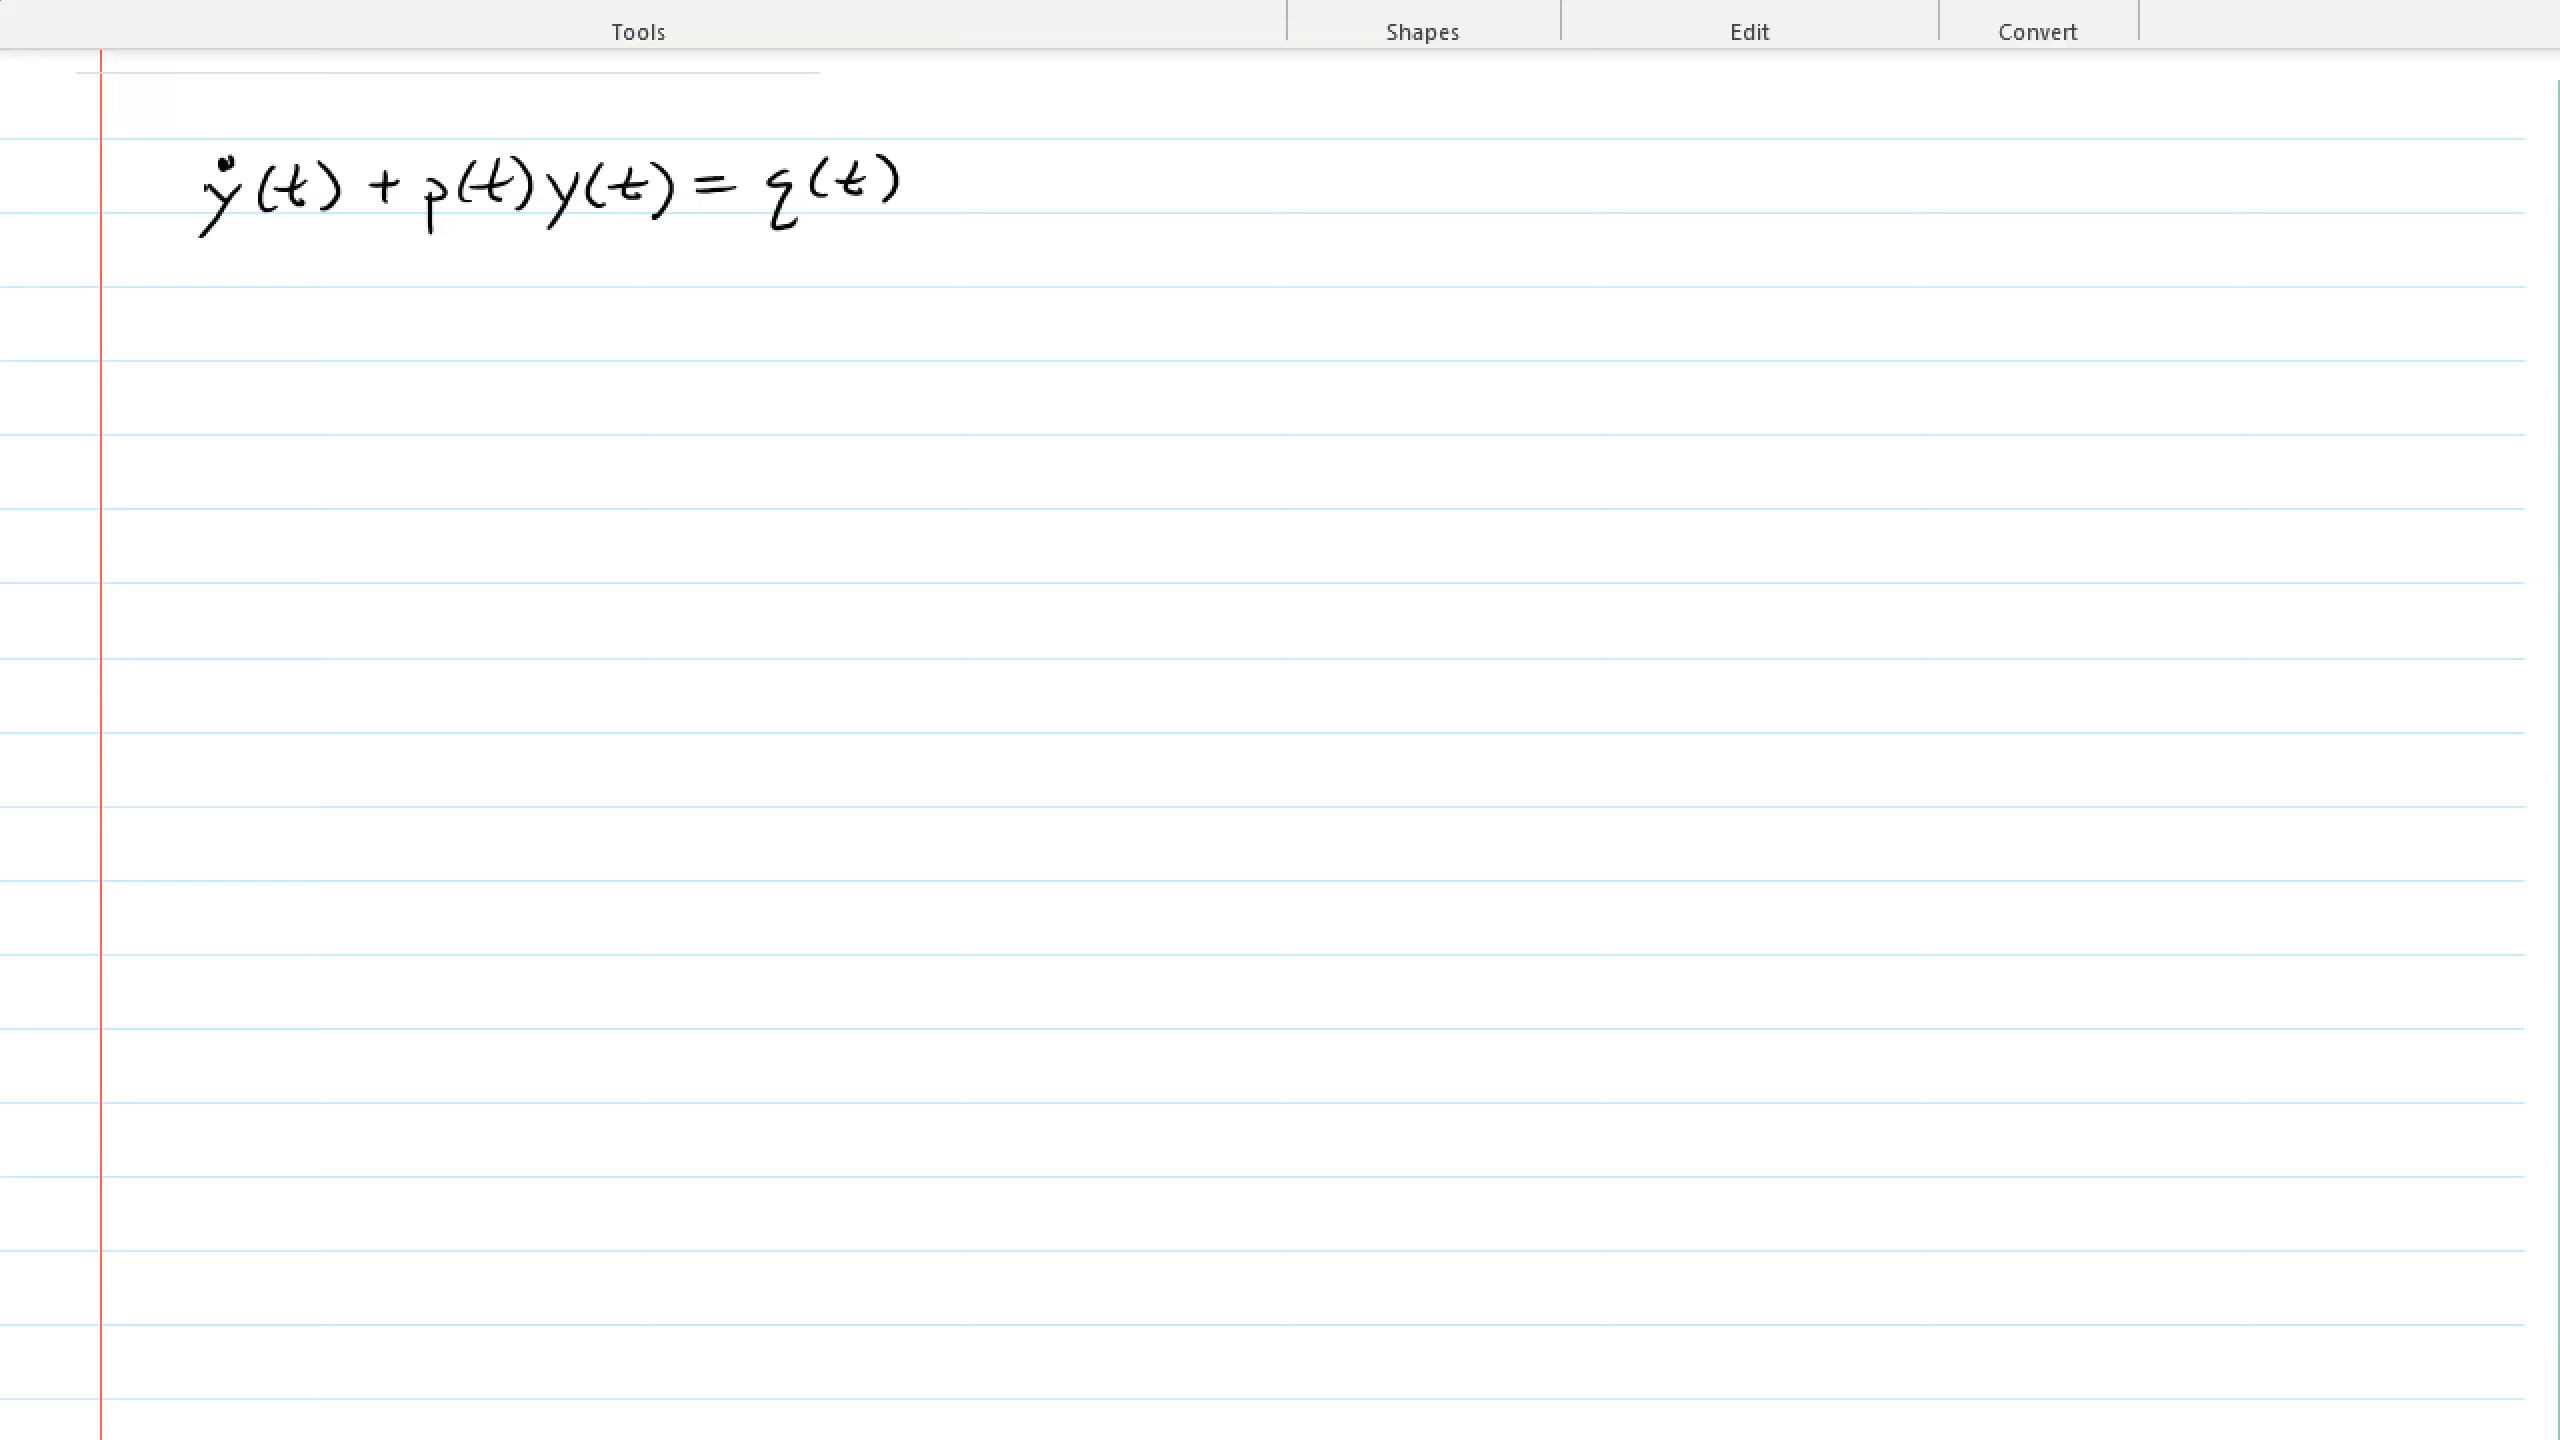 Tools Shapes Edit Convert
ẏ(t) + p(t)y(t) = q(t)